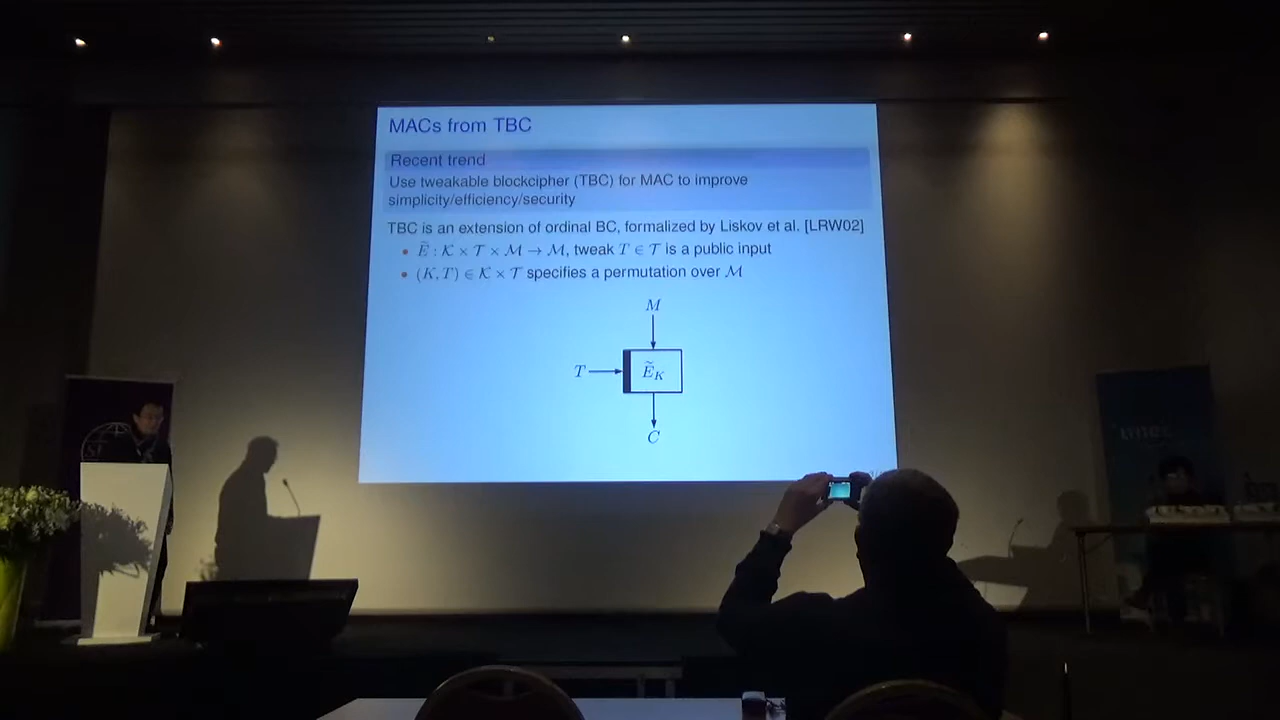 MACs from TBC
Recent trend
Use tweakable blockcipher (TBC) for MAC to improve
simplicity/efficiency/security
TBC is an extension of ordinal BC, formalized by Liskov et al. [LRW02]
• Ẽ : 𝒦 × 𝒯 × ℳ → ℳ, tweak T ∈ 𝒯 is a public input
• (K, T) ∈ 𝒦 × 𝒯 specifies a permutation over ℳ
M
T Ẽ_K
C